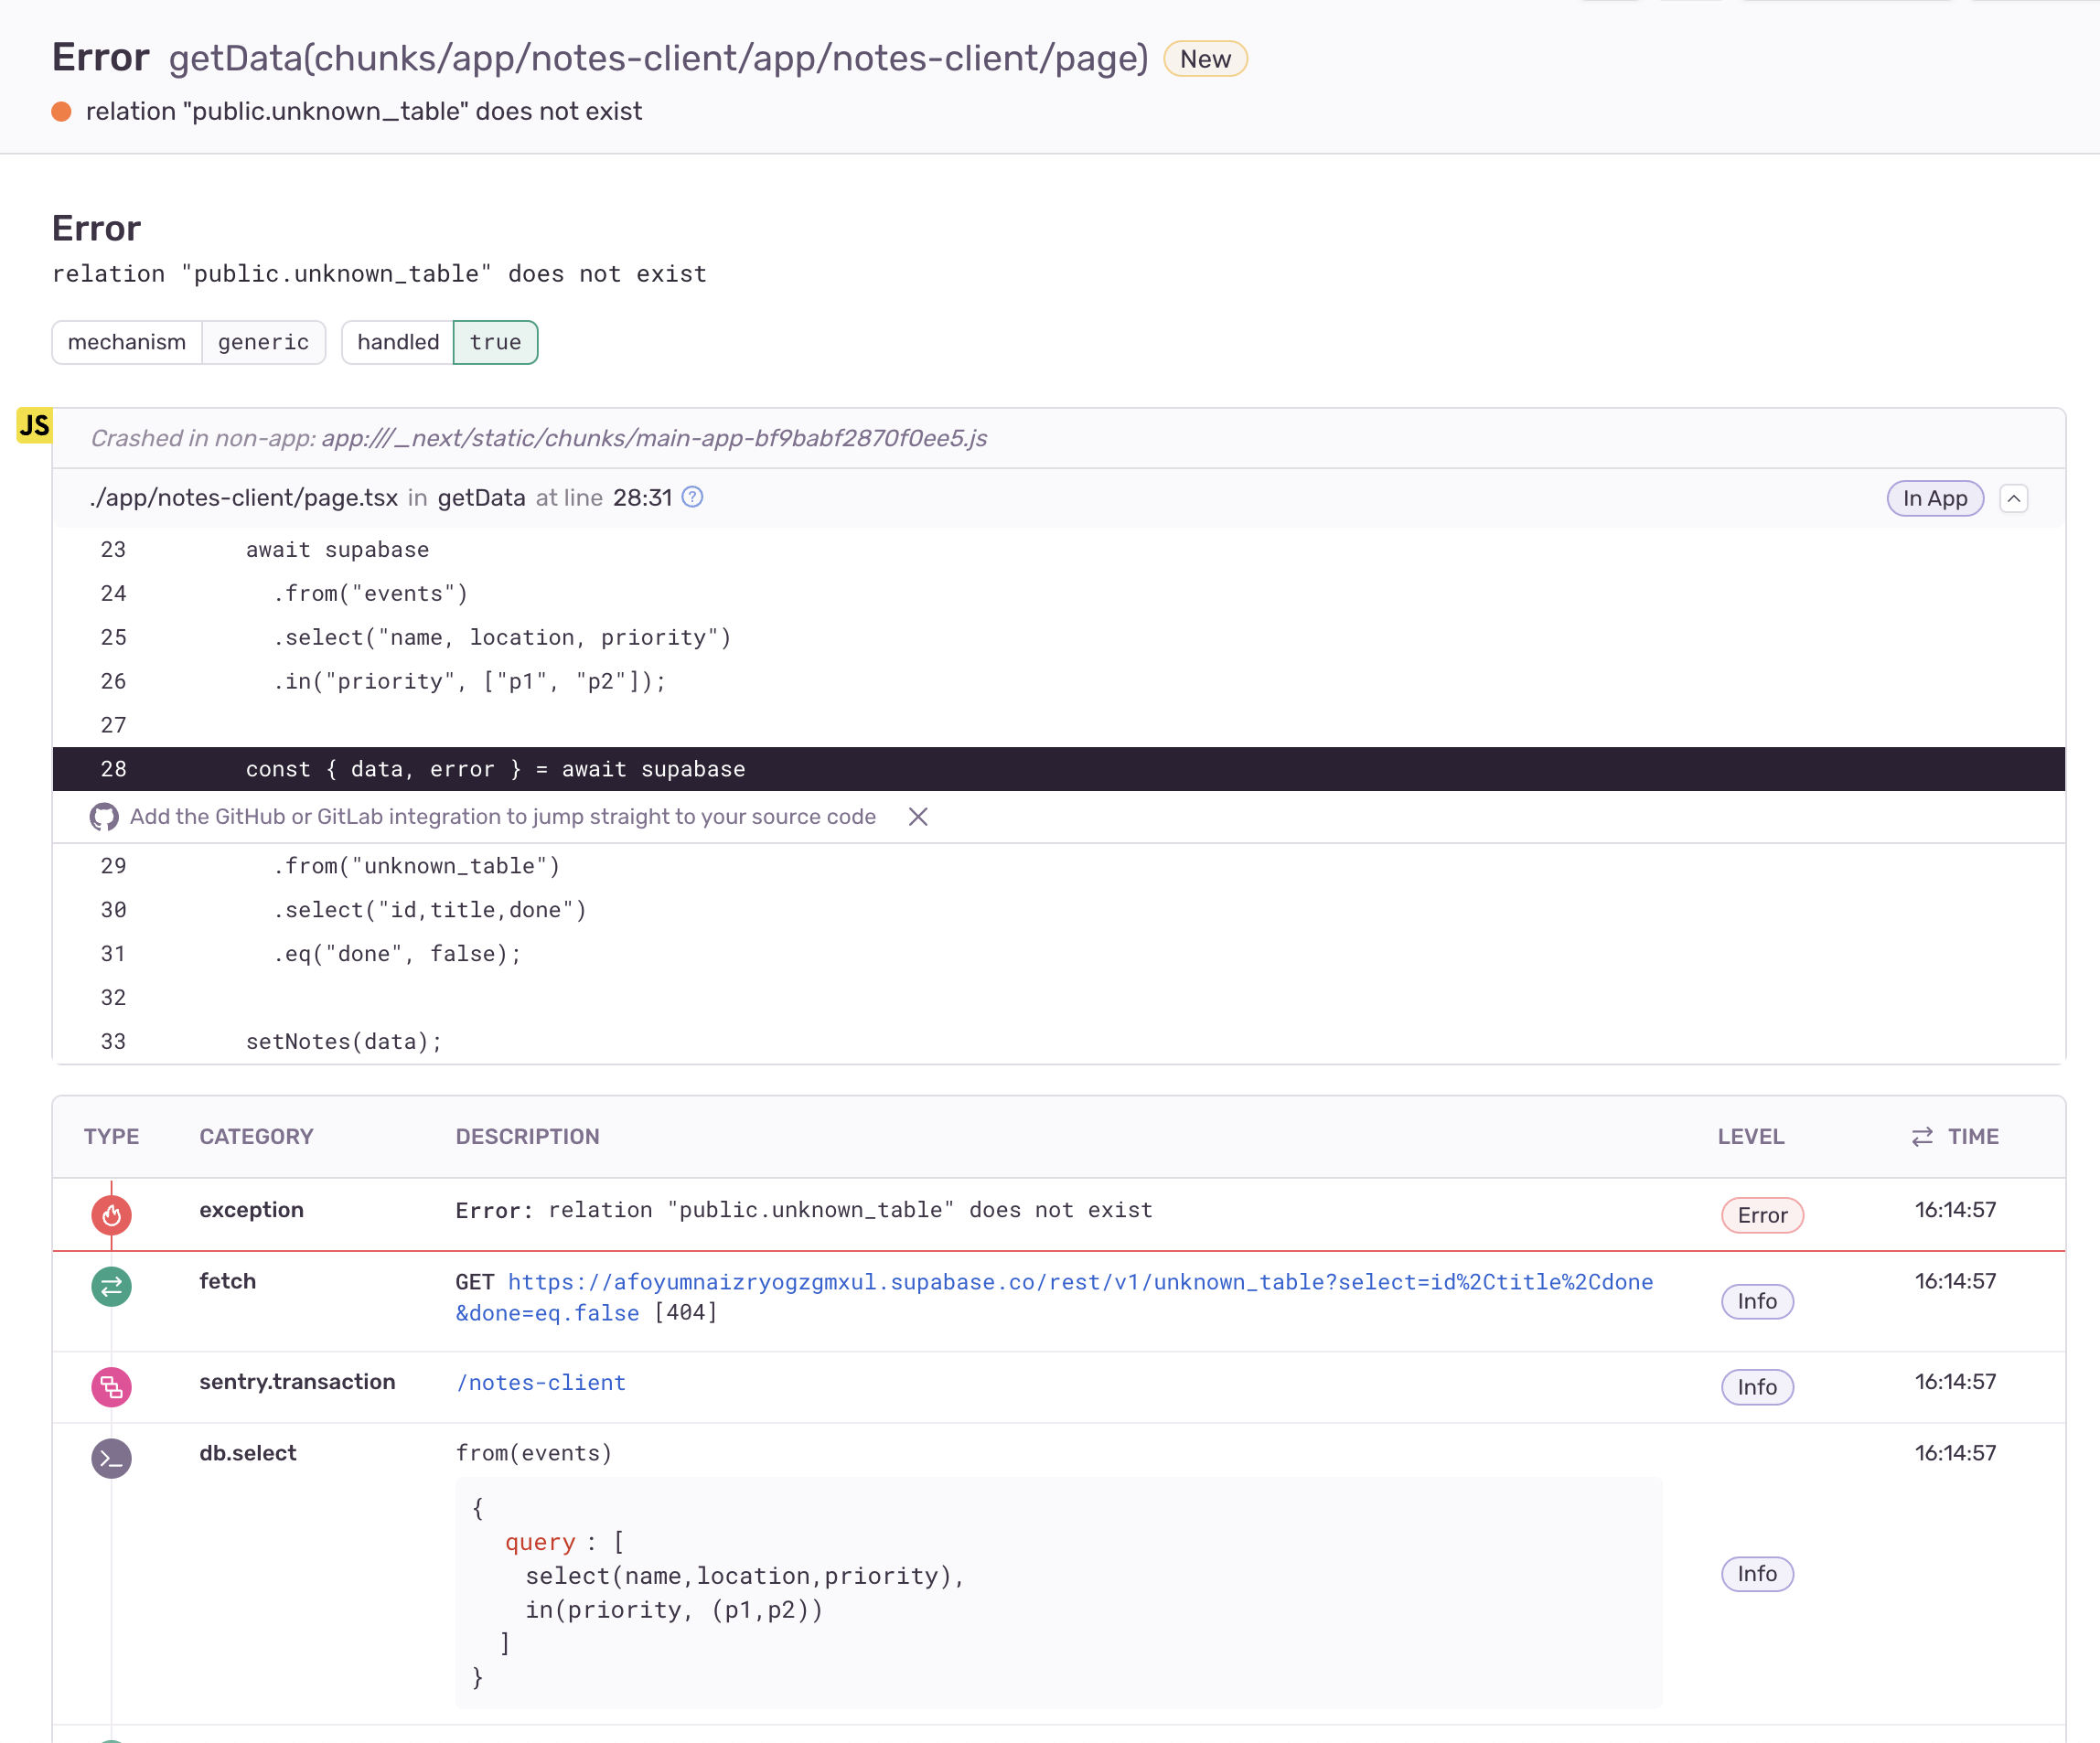 Error getData(chunks/app/notes-client/app/notes-client/page) New
relation "public.unknown_table" does not exist
Error
relation "public.unknown_table" does not exist
mechanism generic handled true
JS
Crashed in non-app: app:///_next/static/chunks/main-app-bf9babf2870f0ee5.js
./app/notes-client/page.tsx in getData at line 28:31 ? In App
23 await supabase
24 .from("events")
25 .select("name, location, priority")
26 .in("priority", ["p1", "p2"]);
27
28 const { data, error } = await supabase
Add the GitHub or GitLab integration to jump straight to your source code
29 .from("unknown_table")
30 .select("id,title,done")
31 .eq("done", false);
32
33 setNotes(data);
TYPE CATEGORY DESCRIPTION LEVEL TIME
exception Error: relation "public.unknown_table" does not exist Error 16:14:57
fetch GET https://afoyumnaizryogzgmxul.supabase.co/rest/v1/unknown_table?select=id%2Ctitle%2Cdone Info 16:14:57
&done=eq.false [404]
sentry.transaction /notes-client Info 16:14:57
db.select from(events) 16:14:57
{
query : [
select(name,location,priority), Info
in(priority, (p1,p2))
]
}